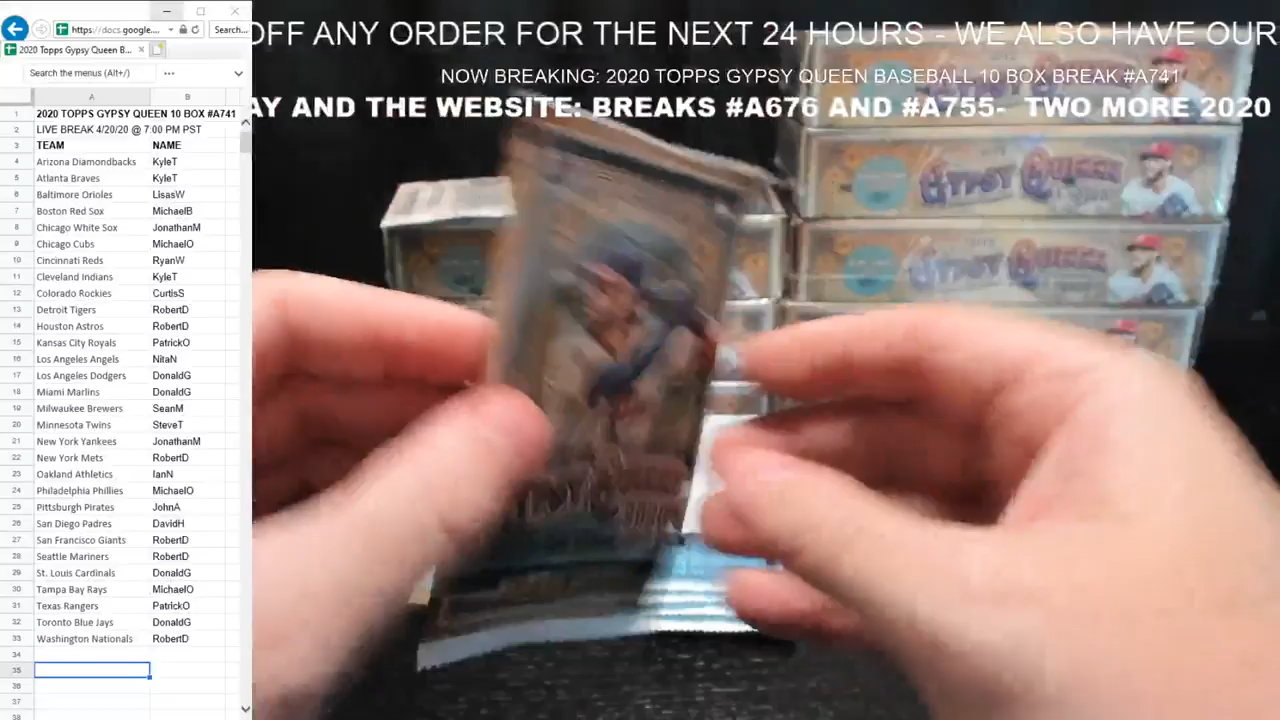 https://docs.google....
Search...
2020 Topps Gypsy Queen B...
Search the menus (Alt+/)
A B
1 2020 TOPPS GYPSY QUEEN 10 BOX #A741
2 LIVE BREAK 4/20/20 @ 7:00 PM PST
3 TEAM NAME
4 Arizona Diamondbacks KyleT
5 Atlanta Braves KyleT
6 Baltimore Orioles LisasW
7 Boston Red Sox MichaelB
8 Chicago White Sox JonathanM
9 Chicago Cubs MichaelO
10 Cincinnati Reds RyanW
11 Cleveland Indians KyleT
12 Colorado Rockies CurtisS
13 Detroit Tigers RobertD
14 Houston Astros RobertD
15 Kansas City Royals PatrickO
16 Los Angeles Angels NitaN
17 Los Angeles Dodgers DonaldG
18 Miami Marlins DonaldG
19 Milwaukee Brewers SeanM
20 Minnesota Twins SteveT
21 New York Yankees JonathanM
22 New York Mets RobertD
23 Oakland Athletics IanN
24 Philadelphia Phillies MichaelO
25 Pittsburgh Pirates JohnA
26 San Diego Padres DavidH
27 San Francisco Giants RobertD
28 Seattle Mariners RobertD
29 St. Louis Cardinals DonaldG
30 Tampa Bay Rays MichaelO
31 Texas Rangers PatrickO
32 Toronto Blue Jays DonaldG
33 Washington Nationals RobertD
34
35
36
37
38
OFF ANY ORDER FOR THE NEXT 24 HOURS - WE ALSO HAVE OUR
NOW BREAKING: 2020 TOPPS GYPSY QUEEN BASEBALL 10 BOX BREAK #A741
AY AND THE WEBSITE: BREAKS #A676 AND #A755- TWO MORE 2020
GYPSY QUEEN
GYPSY QUEEN